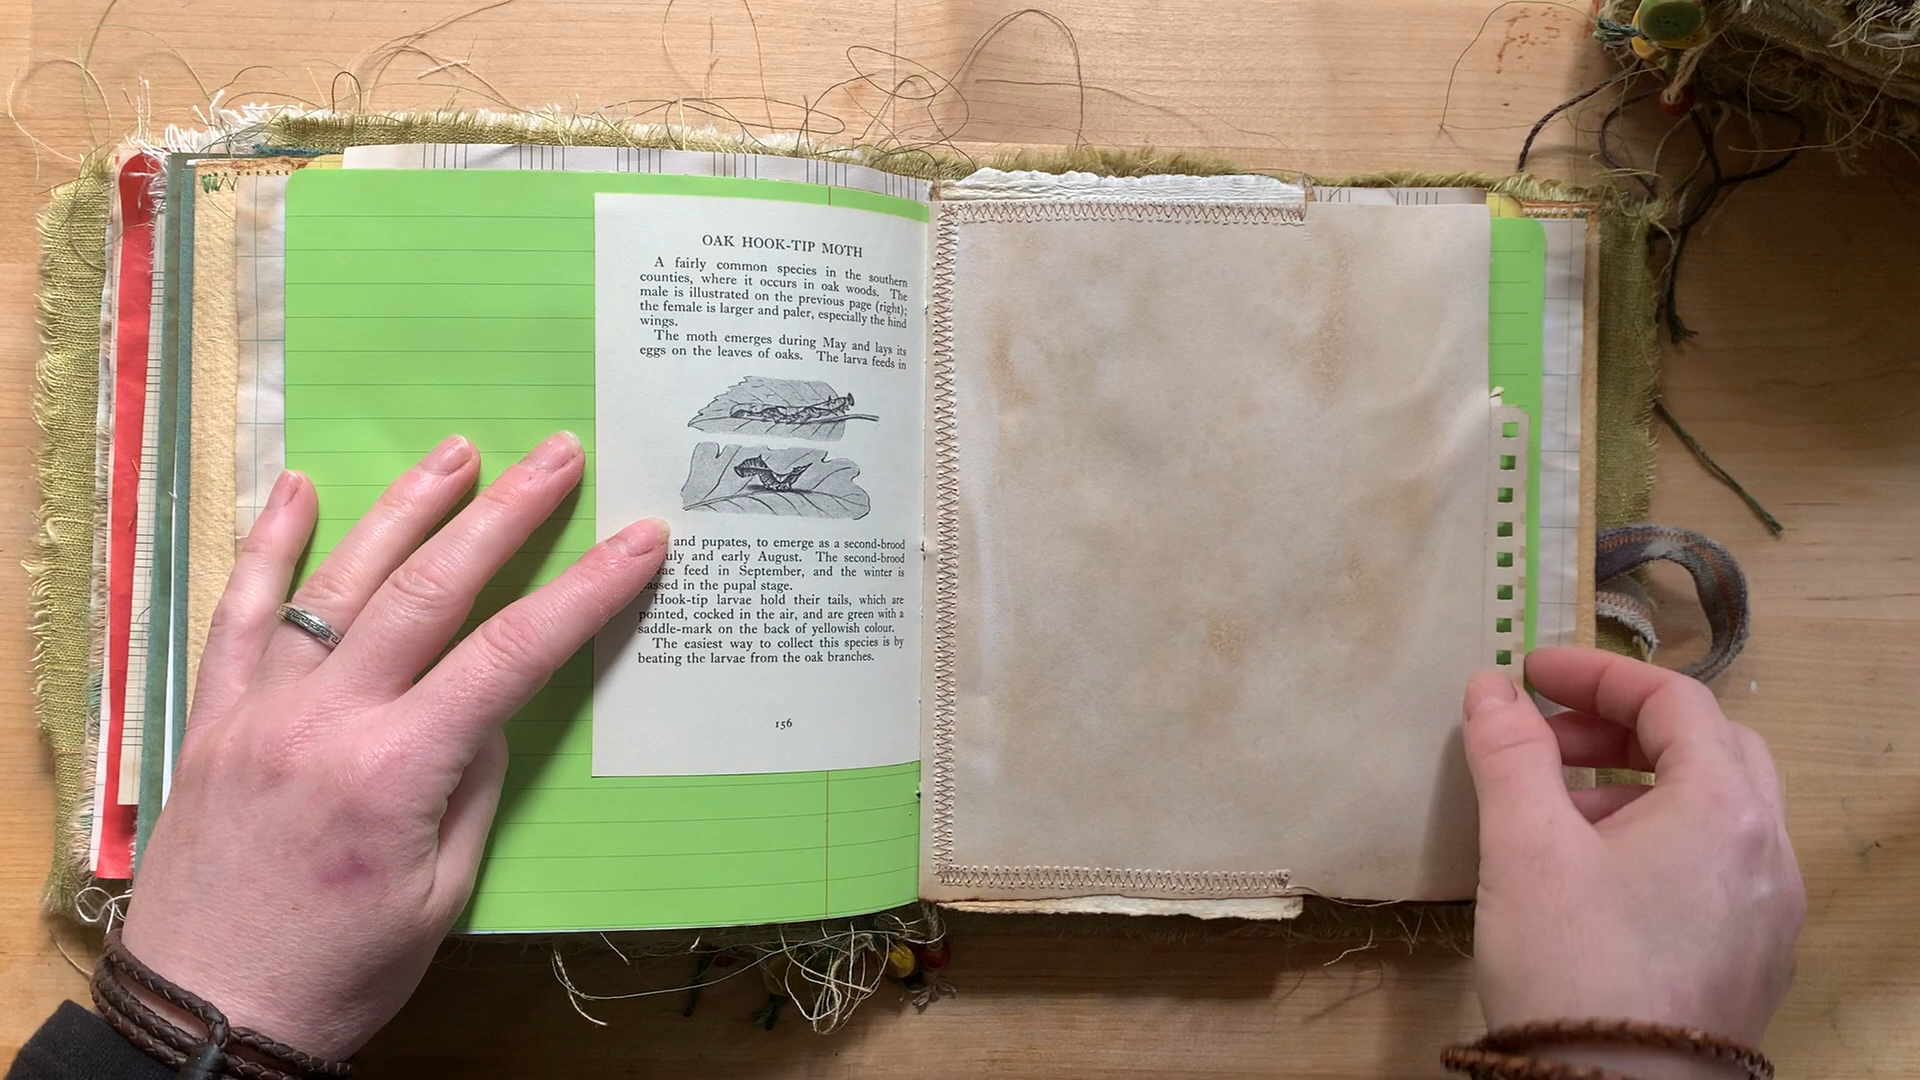 OAK HOOK-TIP MOTH
A fairly common species in the southern
counties, where it occurs in oak woods. The
male is illustrated on the previous page (right);
the female is larger and paler, especially the hind
wings.
The moth emerges during May and lays its
eggs on the leaves of oaks. The larva feeds in
and pupates, to emerge as a second-brood
and early August. The second-brood
feed in September, and the winter is
in the pupal stage.
Hook-tip larvae hold their tails, which are
pointed, cocked in the air, and are green with a
saddle-mark on the back of yellowish colour.
The easiest way to collect this species is by
beating the larvae from the oak branches.
156